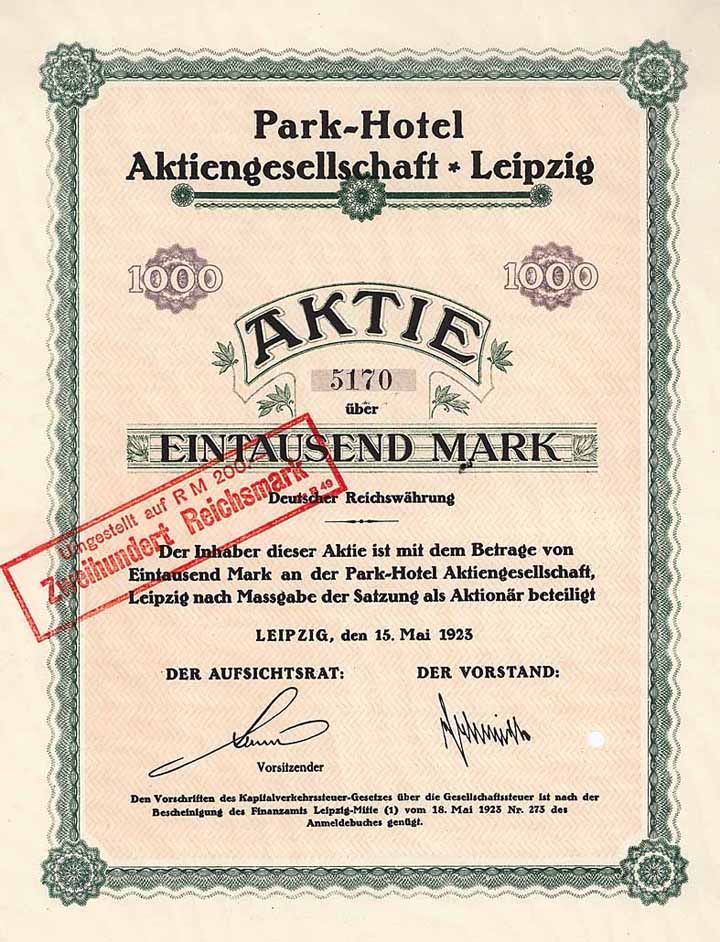 Park-Hotel
Aktiengesellschaft * Leipzig
1000
1000
AKTIE
5170
über
EINTAUSEND MARK
Deutscher Reichswährung
Umgestellt auf RM 200.-
Zweihundert Reichsmark
Der Inhaber dieser Aktie ist mit dem Betrage von
Eintausend Mark an der Park-Hotel Aktiengesellschaft,
Leipzig nach Massgabe der Satzung als Aktionär beteiligt
LEIPZIG, den 15. Mai 1923
DER AUFSICHTSRAT:
DER VORSTAND:
Vorsitzender
Den Vorschriften des Kapitalverkehrssteuer-Gesetzes über die Gesellschaftssteuer ist nach der
Bescheinigung des Finanzamts Leipzig-Mitte (1) vom 18. Mai 1923 Nr. 273 des
Anmeldebuches genügt.